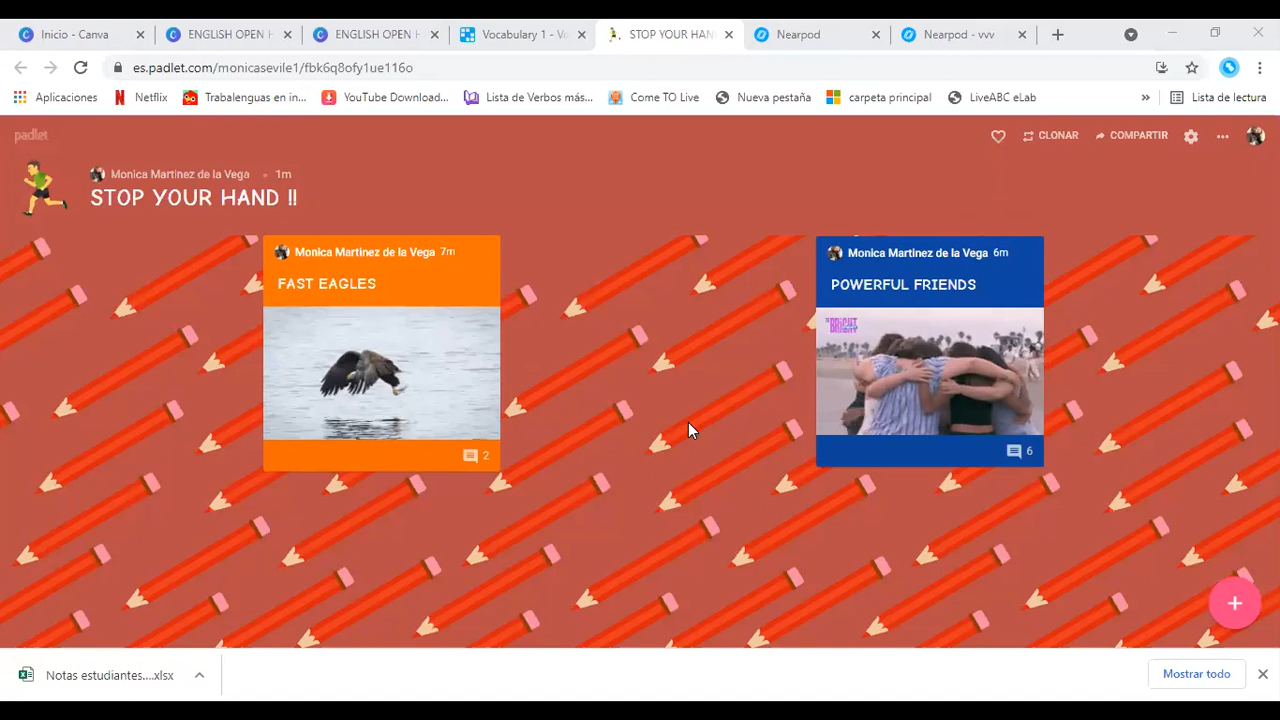 Inicio - Canva
ENGLISH OPEN H
ENGLISH OPEN H
Vocabulary 1 - Vo
STOP YOUR HAN
Nearpod
Nearpod - vvv
es.padlet.com/monicasevile1/fbk6q8ofy1ue116o
Aplicaciones
Netflix
Trabalenguas en in...
YouTube Download...
Lista de Verbos más...
Come TO Live
Nueva pestaña
carpeta principal
LiveABC eLab
»
Lista de lectura
padlet
CLONAR
COMPARTIR
Monica Martinez de la Vega • 1m
STOP YOUR HAND !!
Monica Martinez de la Vega 7m
FAST EAGLES
2
Monica Martinez de la Vega 6m
POWERFUL FRIENDS
6
Notas estudiantes....xlsx
Mostrar todo